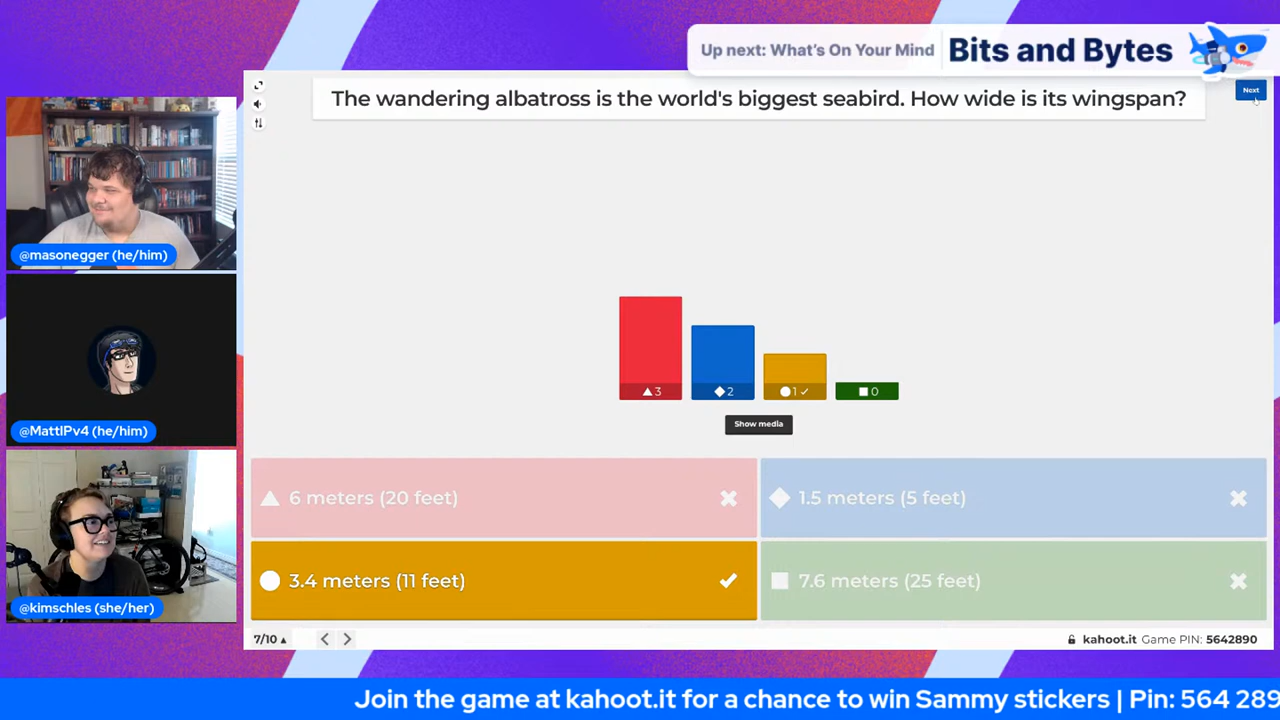 Up next: What's On Your Mind
Bits and Bytes
The wandering albatross is the world's biggest seabird. How wide is its wingspan?
Next
@masonegger (he/him)
@MattIPv4 (he/him)
@kimschles (she/her)
3
2
1
0
Show media
6 meters (20 feet)
1.5 meters (5 feet)
3.4 meters (11 feet)
7.6 meters (25 feet)
7/10
kahoot.it Game PIN: 5642890
Join the game at kahoot.it for a chance to win Sammy stickers | Pin: 564 289